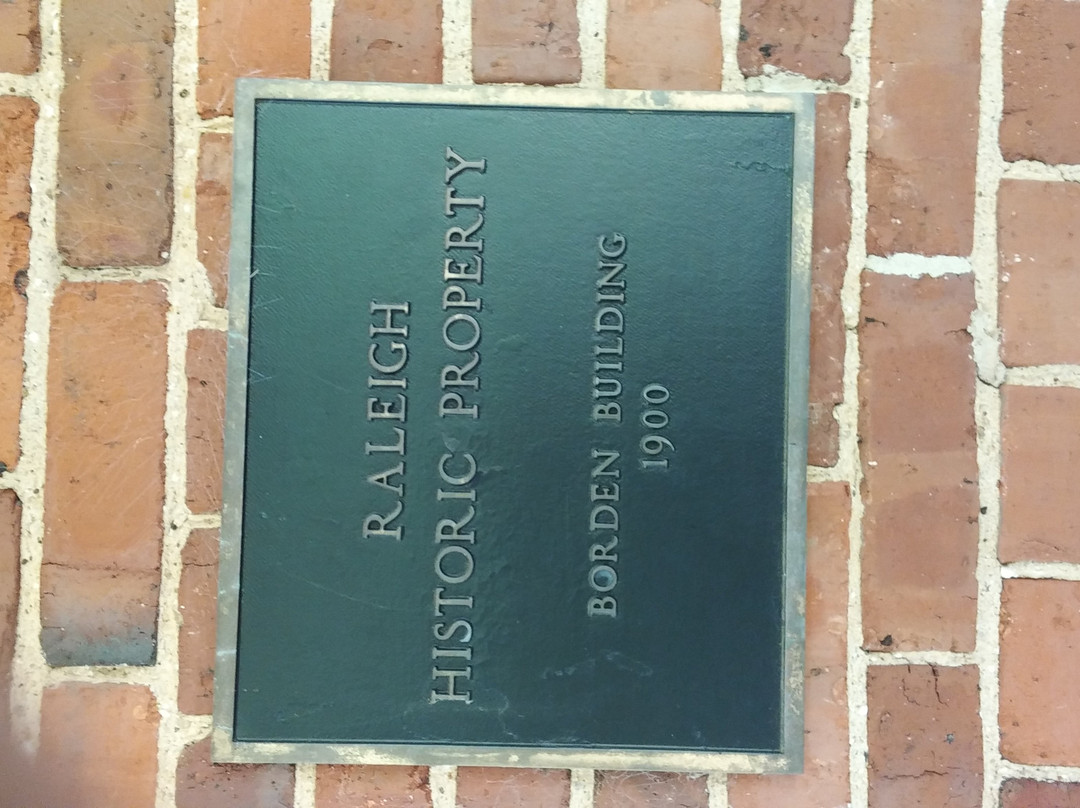 RALEIGH
HISTORIC PROPERTY
BORDEN BUILDING
1900